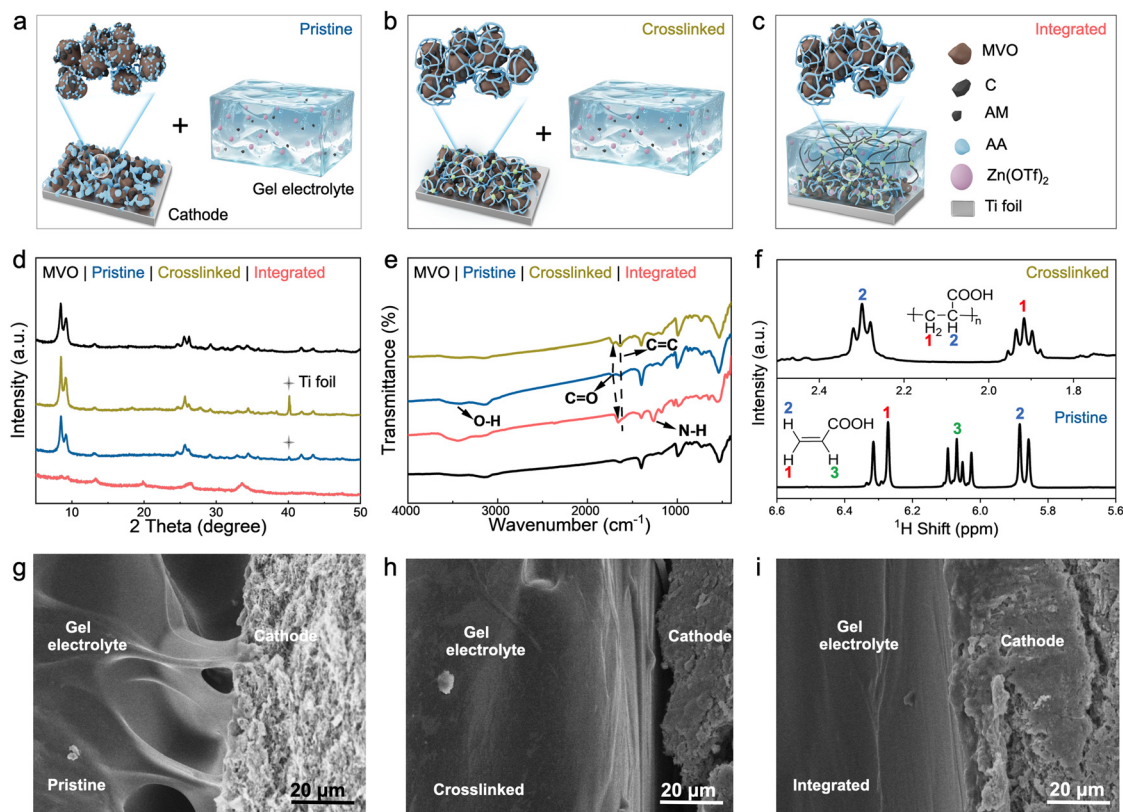 a
Pristine
+
Gel electrolyte
Cathode
b
Crosslinked
+
c
Integrated
MVO
C
AM
AA
Zn(OTf)₂
Ti foil
d
MVO | Pristine | Crosslinked | Integrated
Ti foil
Intensity (a.u.)
10 20 30 40 50
2 Theta (degree)
e
MVO | Pristine | Crosslinked | Integrated
C=C
C=O
O-H
N-H
Transmittance (%)
4000 3000 2000 1000
Wavenumber (cm⁻¹)
f
Crosslinked
2
COOH
1
CH₂
H
n
1 2
2.4 2.2 2.0 1.8
Pristine
2
H
COOH
H
H
1
3
1
3
2
Intensity (a.u.)
6.6 6.4 6.2 6.0 5.8 5.6
¹H Shift (ppm)
g
Gel
electrolyte
Cathode
Pristine
20 μm
h
Gel
electrolyte
Cathode
Crosslinked
20 μm
i
Gel
electrolyte
Cathode
Integrated
20 μm